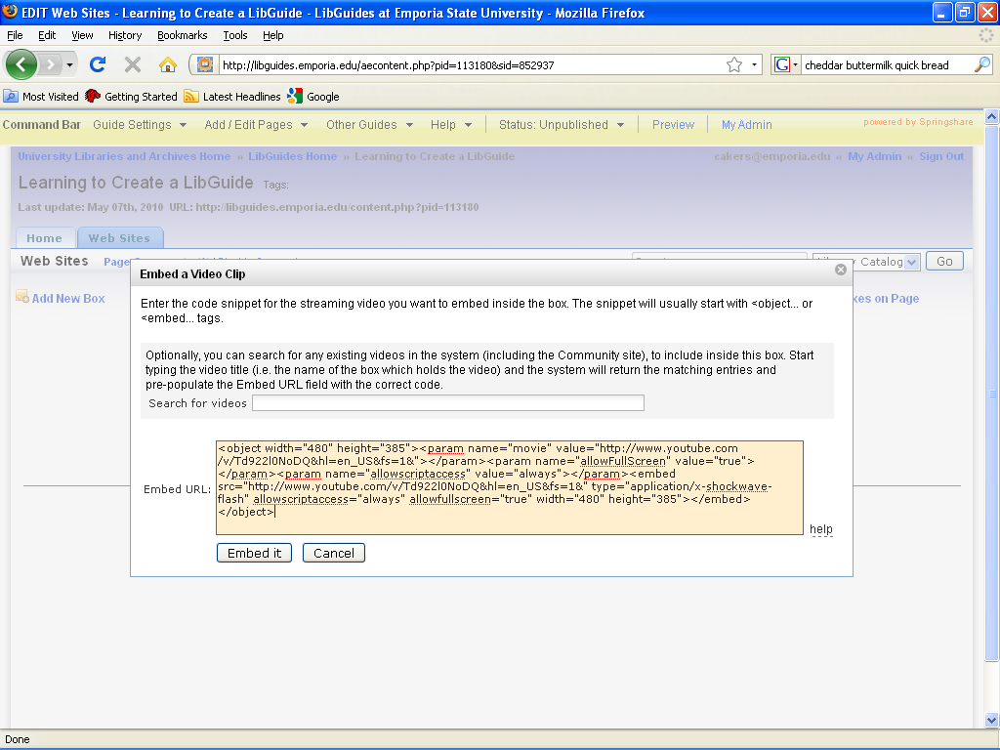 EDIT Web Sites - Learning to Create a LibGuide - LibGuides at Emporia State University - Mozilla Firefox
File Edit View History Bookmarks Tools Help
http://libguides.emporia.edu/aecontent.php?pid=113180&sid=852937
cheddar buttermilk quick bread
Most Visited Getting Started Latest Headlines Google
Command Bar Guide Settings Add / Edit Pages Other Guides Help Status: Unpublished Preview My Admin powered by Springshare
University Libraries and Archives Home « LibGuides Home » Learning to Create a LibGuide cakers@emporia.edu « My Admin « Sign Out
Learning to Create a LibGuide Tags:
Last update: May 07th, 2010 URL: http://libguides.emporia.edu/content.php?pid=113180
Home Web Sites
Web Sites Page Catalog Go
Add New Box xes on Page
Embed a Video Clip
Enter the code snippet for the streaming video you want to embed inside the box. The snippet will usually start with <object... or
<embed... tags.
Optionally, you can search for any existing videos in the system (including the Community site), to include inside this box. Start
typing the video title (i.e. the name of the box which holds the video) and the system will return the matching entries and
pre-populate the Embed URL field with the correct code.
Search for videos
Embed URL:
<object width="480" height="385"><param name="movie" value="http://www.youtube.com
/v/Td922l0NoDQ&hl=en_US&fs=1&"></param><param name="allowFullScreen" value="true">
</param><param name="allowscriptaccess" value="always"></param><embed
src="http://www.youtube.com/v/Td922l0NoDQ&hl=en_US&fs=1&" type="application/x-shockwave-
flash" allowscriptaccess="always" allowfullscreen="true" width="480" height="385"></embed>
</object>
help
Embed it Cancel
Done